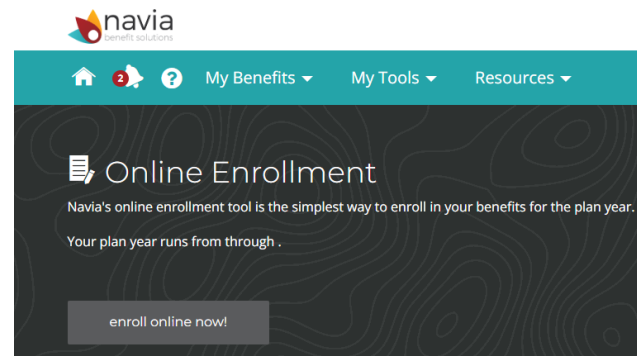 navia
benefit solutions
2 ? My Benefits My Tools Resources
Online Enrollment
Navia's online enrollment tool is the simplest way to enroll in your benefits for the plan year.
Your plan year runs from through .
enroll online now!